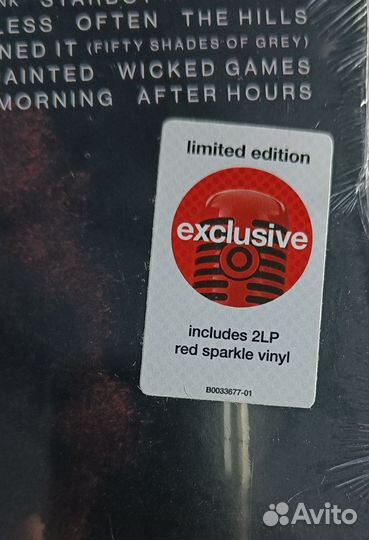 LESS OFTEN THE HILLS
NED IT (FIFTY SHADES OF GREY)
AINTED WICKED GAMES
MORNING AFTER HOURS
limited edition
exclusive
includes 2LP
red sparkle vinyl
B0033677-01
Avito